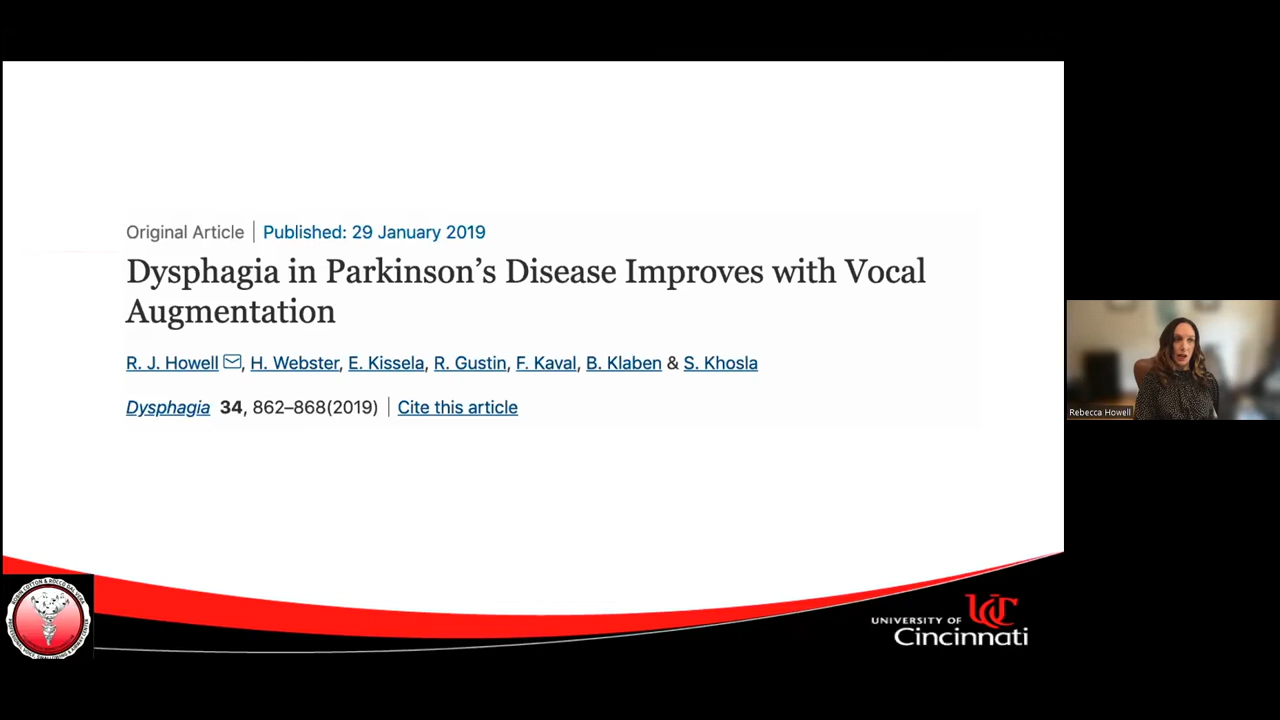 Original Article | Published: 29 January 2019
Dysphagia in Parkinson’s Disease Improves with Vocal
Augmentation
R. J. Howell, H. Webster, E. Kissela, R. Gustin, F. Kaval, B. Klaben & S. Khosla
Dysphagia 34, 862–868(2019) | Cite this article
Rebecca Howell
UC
UNIVERSITY OF
Cincinnati